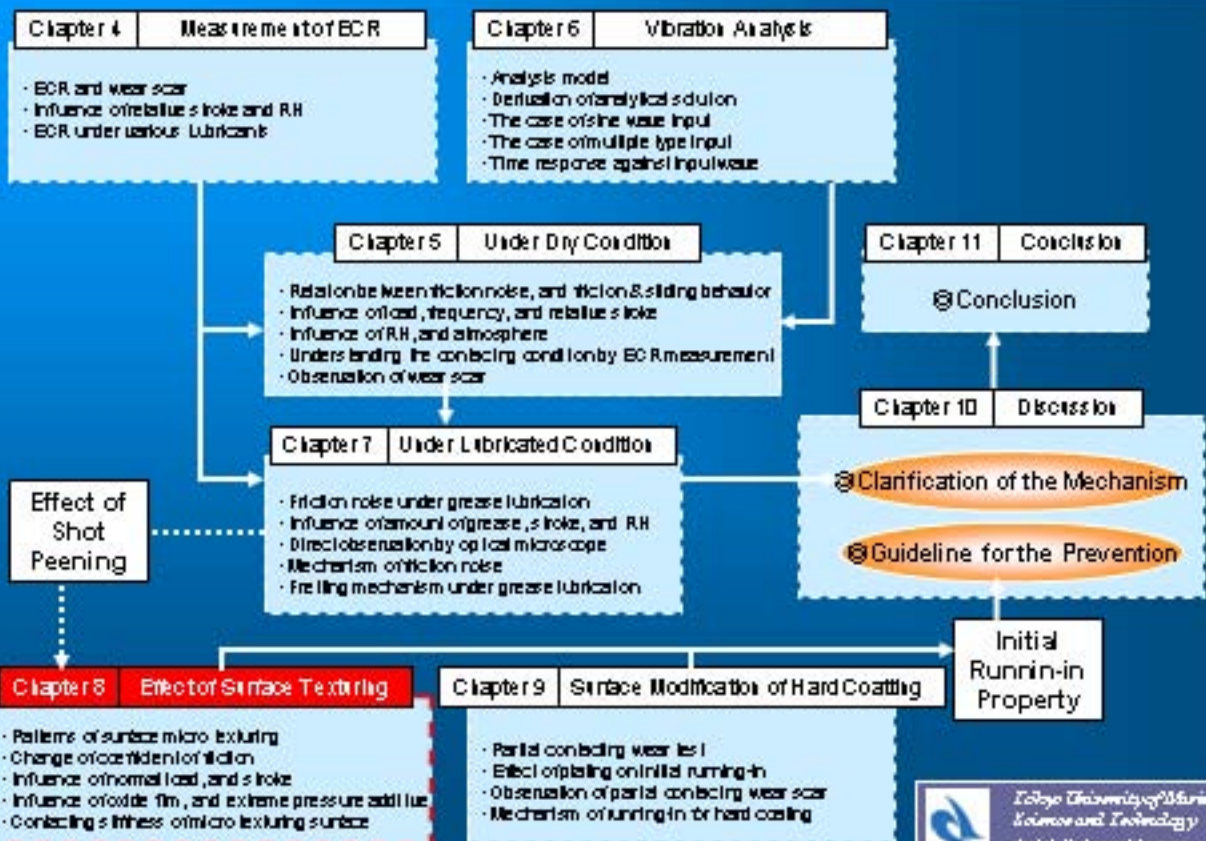 Chapter 4 Measurement of ECR
· ECR and wear scar
· Influence of relative stroke and RH
· ECR under various Lubricants
Chapter 6 Vibration Analysis
· Analysis model
· Derivation of analytical solution
· The case of sine wave input
· The case of multiple type input
· Time response against input wave
Chapter 5 Under Dry Condition
· Relation between friction noise, and friction & sliding behavior
· Influence of load, frequency, and relative stroke
· Influence of RH, and atmosphere
· Understanding the contacting condition by ECR measurement
· Observation of wear scar
Chapter 11 Conclusion
◎Conclusion
Chapter 10 Discussion
◎Clarification of the Mechanism
◎Guideline for the Prevention
Chapter 7 Under Lubricated Condition
· Friction noise under grease lubrication
· Influence of amount of grease, stroke, and RH
· Direct observation by optical microscope
· Mechanism of friction noise
· Fretting mechanism under grease lubrication
Effect of
Shot
Peening
Initial
Runnin-in
Property
Chapter 8 Effect of Surface Texturing
· Patterns of surface micro texturing
· Change of coefficient of friction
· Influence of normal load, and stroke
· Influence of oxide film, and extreme pressure additive
· Contacting stiffness of micro texturing surface
Chapter 9 Surface Modification of Hard Coatting
· Partial contacting wear test
· Effect of plating on initial running-in
· Observation of partial contacting wear scar
· Mechanism of running-in for hard coating
Tokyo University of
Science and Technology